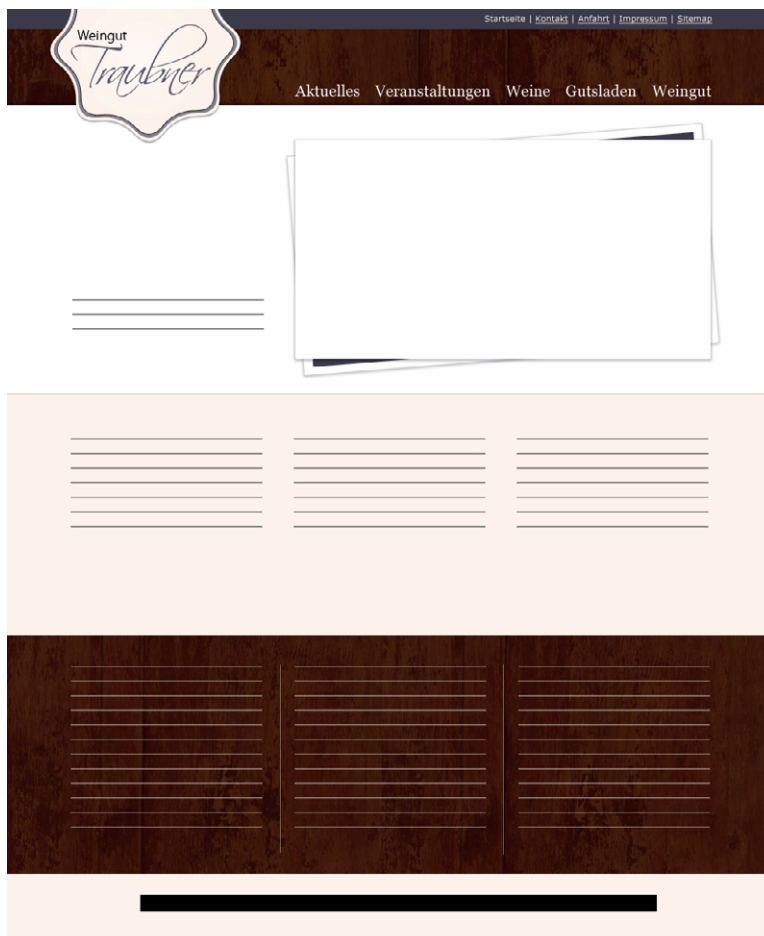 Startseite | Kontakt | Anfahrt | Impressum | Sitemap
Weingut
Traubner
Aktuelles Veranstaltungen Weine Gutsladen Weingut